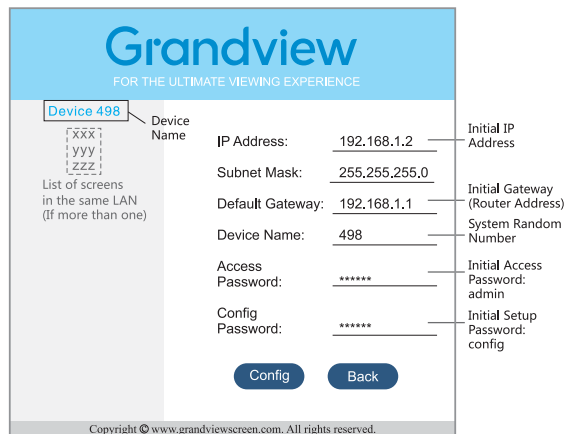 Grandview
FOR THE ULTIMATE VIEWING EXPERIENCE
Device 498
Device
Name
xxx
yyy
zzz
List of screens
in the same LAN
(If more than one)
IP Address: 192.168.1.2
Initial IP
Address
Subnet Mask: 255.255.255.0
Default Gateway: 192.168.1.1
Initial Gateway
(Router Address)
Device Name: 498
System Random
Number
Access
Password: ******
Initial Access
Password:
admin
Config
Password: ******
Initial Setup
Password:
config
Config
Back
Copyright © www.grandviewscreen.com. All rights reserved.